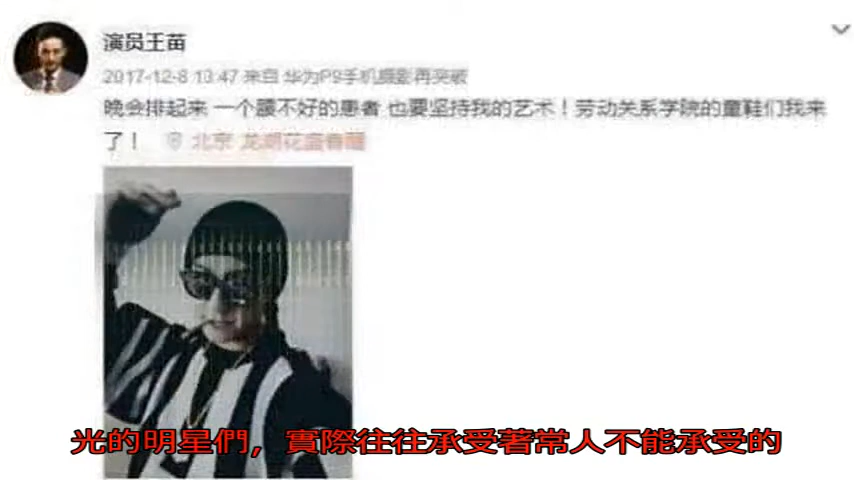 演员王苗
2017-12-8 13:47 来自 华为P9手机摄影再突破
晚会排起来 一个腰不好的患者 也要坚持我的艺术！劳动关系学院的童鞋们我来
了！ 北京 龙湖花盛香醍
光的明星們，實際往往承受著常人不能承受的